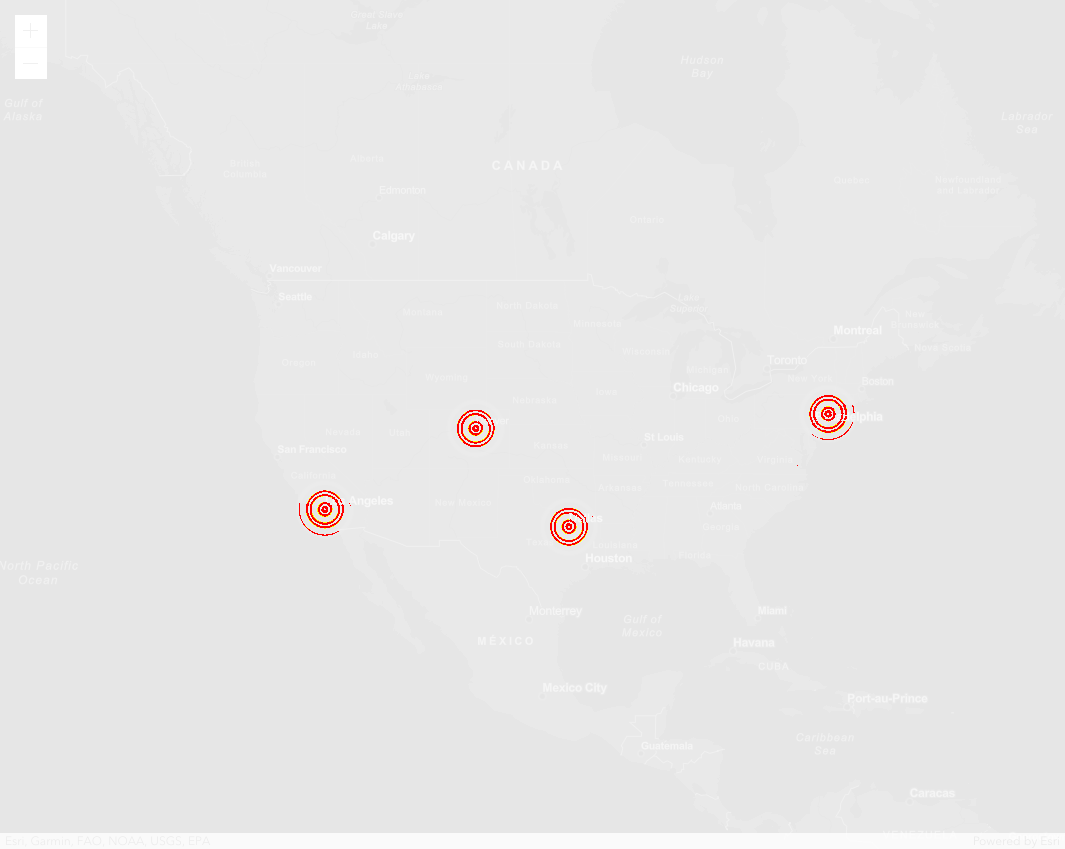 Great Slave
Lake
Lake
Athabasca
Hudson
Bay
Gulf of
Alaska
Labrador
Sea
British
Columbia
Alberta
CANADA
Edmonton
Quebec
Newfoundland
and Labrador
Ontario
Calgary
Vancouver
Seattle
Montana
North Dakota
Lake
Superior
Minnesota
New
Brunswick
Montreal
Nova Scotia
South Dakota
Wisconsin
Oregon
Idaho
Toronto
Michigan
Wyoming
New York
Boston
Chicago
Iowa
Nebraska
phia
Nevada
Utah
Kansas
St Louis
Virginia
San Francisco
Missouri
Kentucky
California
Oklahoma
Tennessee
Arkansas
North Carolina
Angeles
New Mexico
Atlanta
Georgia
Louisiana
Houston
Florida
North Pacific
Ocean
Monterrey
Miami
Gulf of
Mexico
MÉXICO
Havana
CUBA
Mexico City
Port-au-Prince
Caribbean
Sea
Guatemala
Caracas
Esri, Garmin, FAO, NOAA, USGS, EPA
Powered by Esri